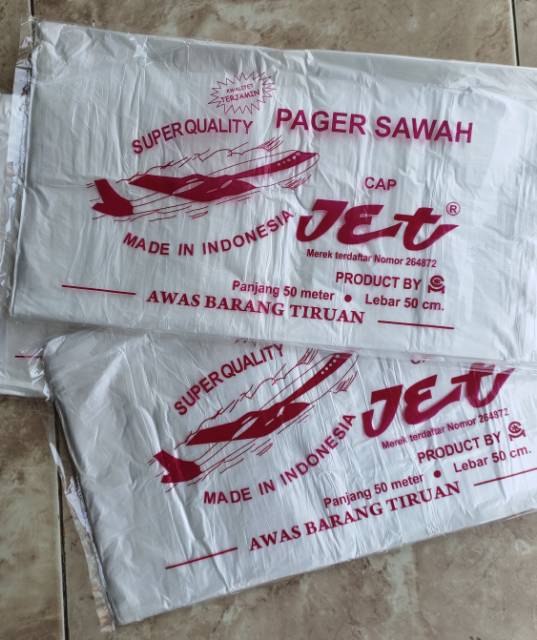 KWALITET
TERJAMIN
SUPER QUALITY
PAGER SAWAH
CAP
JEt®
MADE IN INDONESIA
Merek terdaftar Nomor 264872
PRODUCT BY
Panjang 50 meter • Lebar 50 cm.
AWAS BARANG TIRUAN
SUPER QUALITY
JEt
MADE IN INDONESIA
Merek terdaftar Nomor 264872
PRODUCT BY
Panjang 50 meter • Lebar 50 cm.
AWAS BARANG TIRUAN